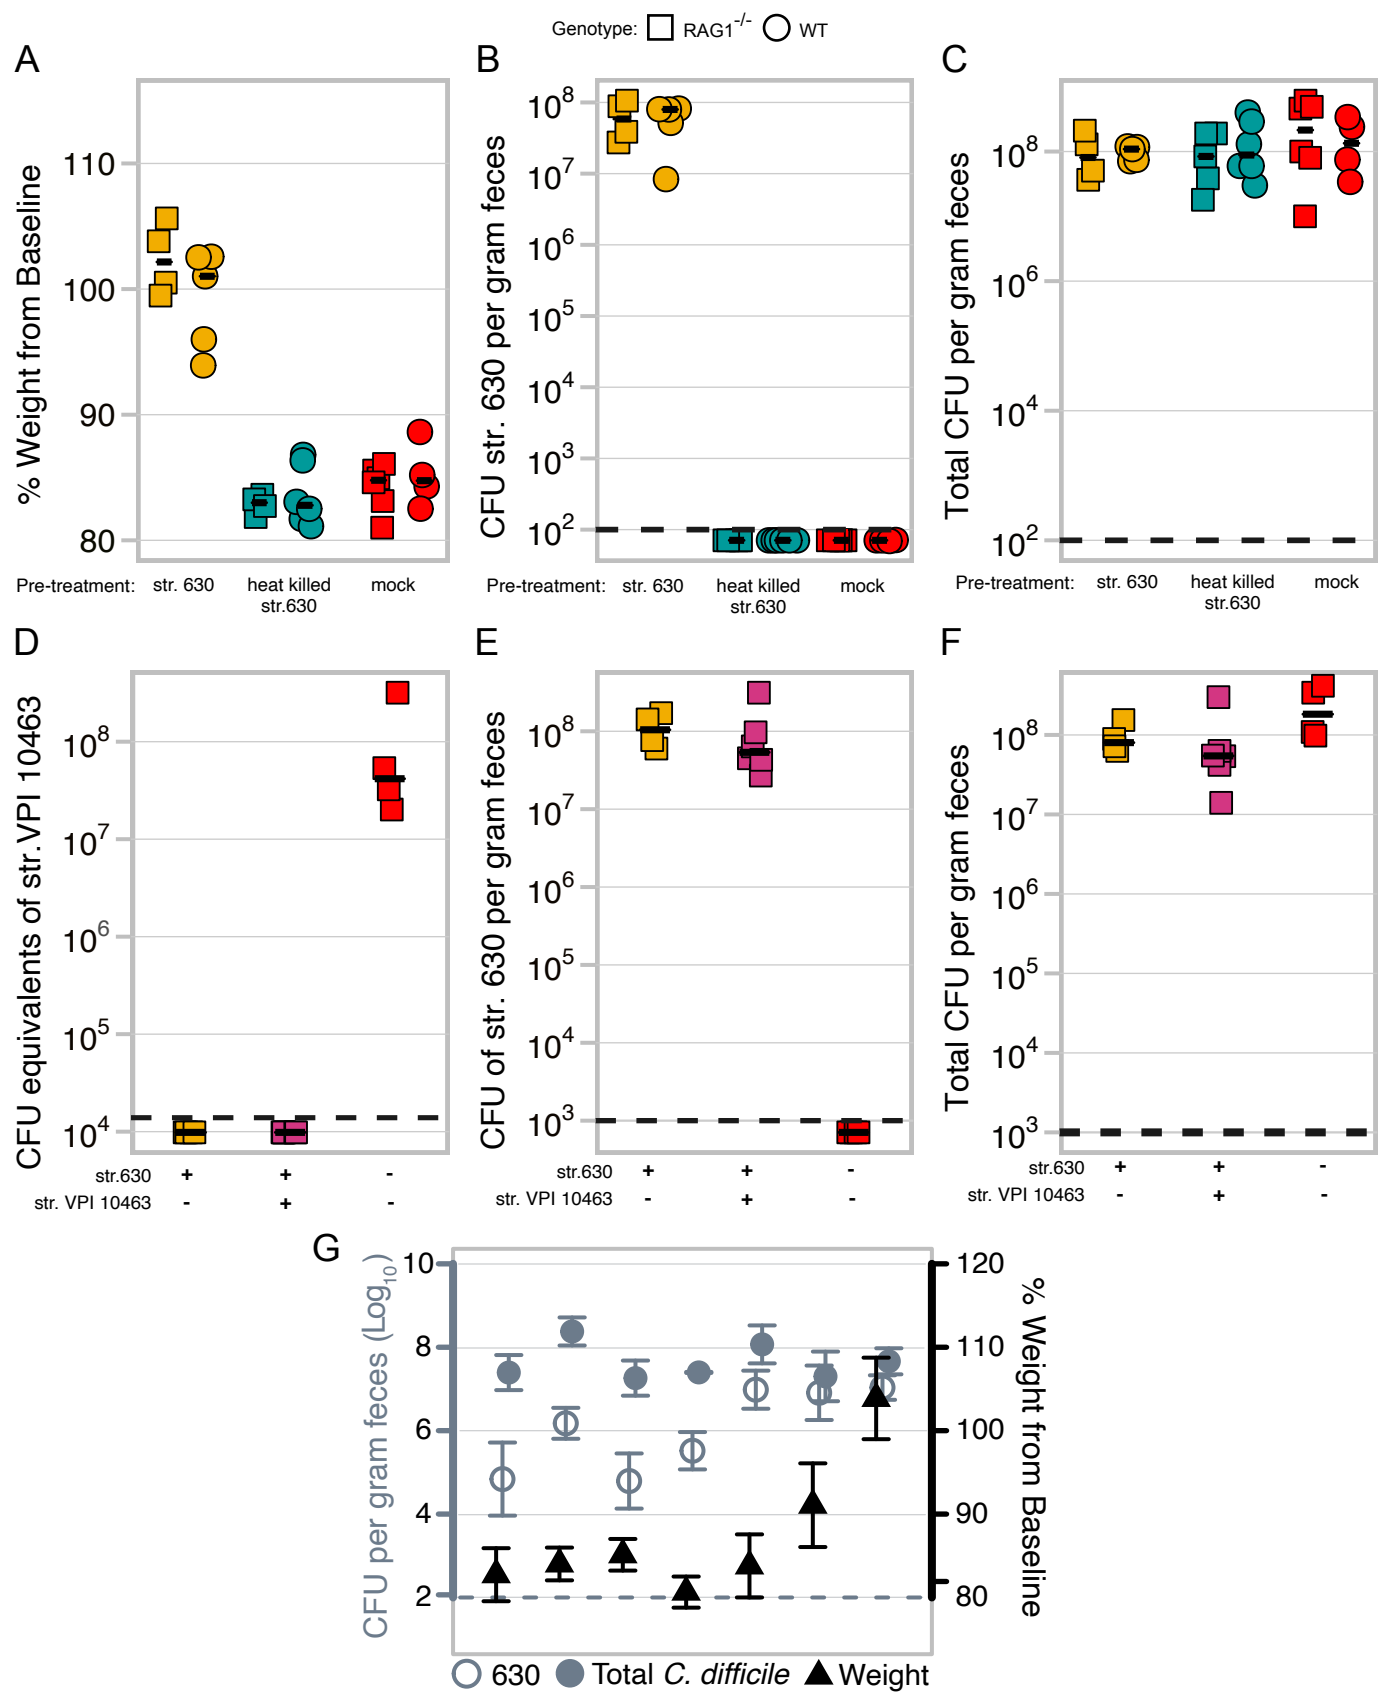 Genotype: RAG1-/- WT
A
B
C
% Weight from Baseline
110
100
90
80
Pre-treatment: str. 630 heat killed str.630 mock
CFU str. 630 per gram feces
10^8
10^7
10^6
10^5
10^4
10^3
10^2
Pre-treatment: str. 630 heat killed str.630 mock
Total CFU per gram feces
10^8
10^6
10^4
10^2
Pre-treatment: str. 630 heat killed str.630 mock
D
E
F
CFU equivalents of str.VPI 10463
10^8
10^7
10^6
10^5
10^4
str.630 + + -
str. VPI 10463 - + -
CFU of str. 630 per gram feces
10^8
10^7
10^6
10^5
10^4
10^3
str.630 + + -
str. VPI 10463 - + -
Total CFU per gram feces
10^8
10^7
10^6
10^5
10^4
10^3
str.630 + + -
str. VPI 10463 - + -
G
CFU per gram feces (Log10)
10
8
6
4
2
120
110
100
90
80
% Weight from Baseline
630 Total C. difficile Weight